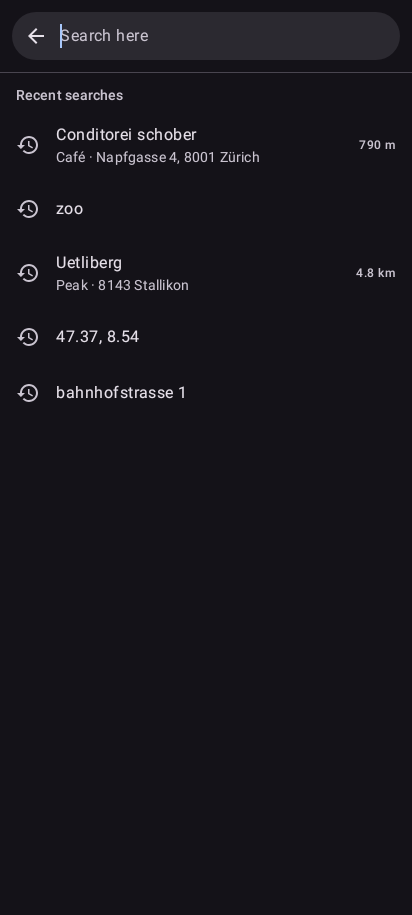 Search here
Recent searches
Conditorei schober
Café · Napfgasse 4, 8001 Zürich
790 m
zoo
Uetliberg
Peak · 8143 Stallikon
4.8 km
47.37, 8.54
bahnhofstrasse 1